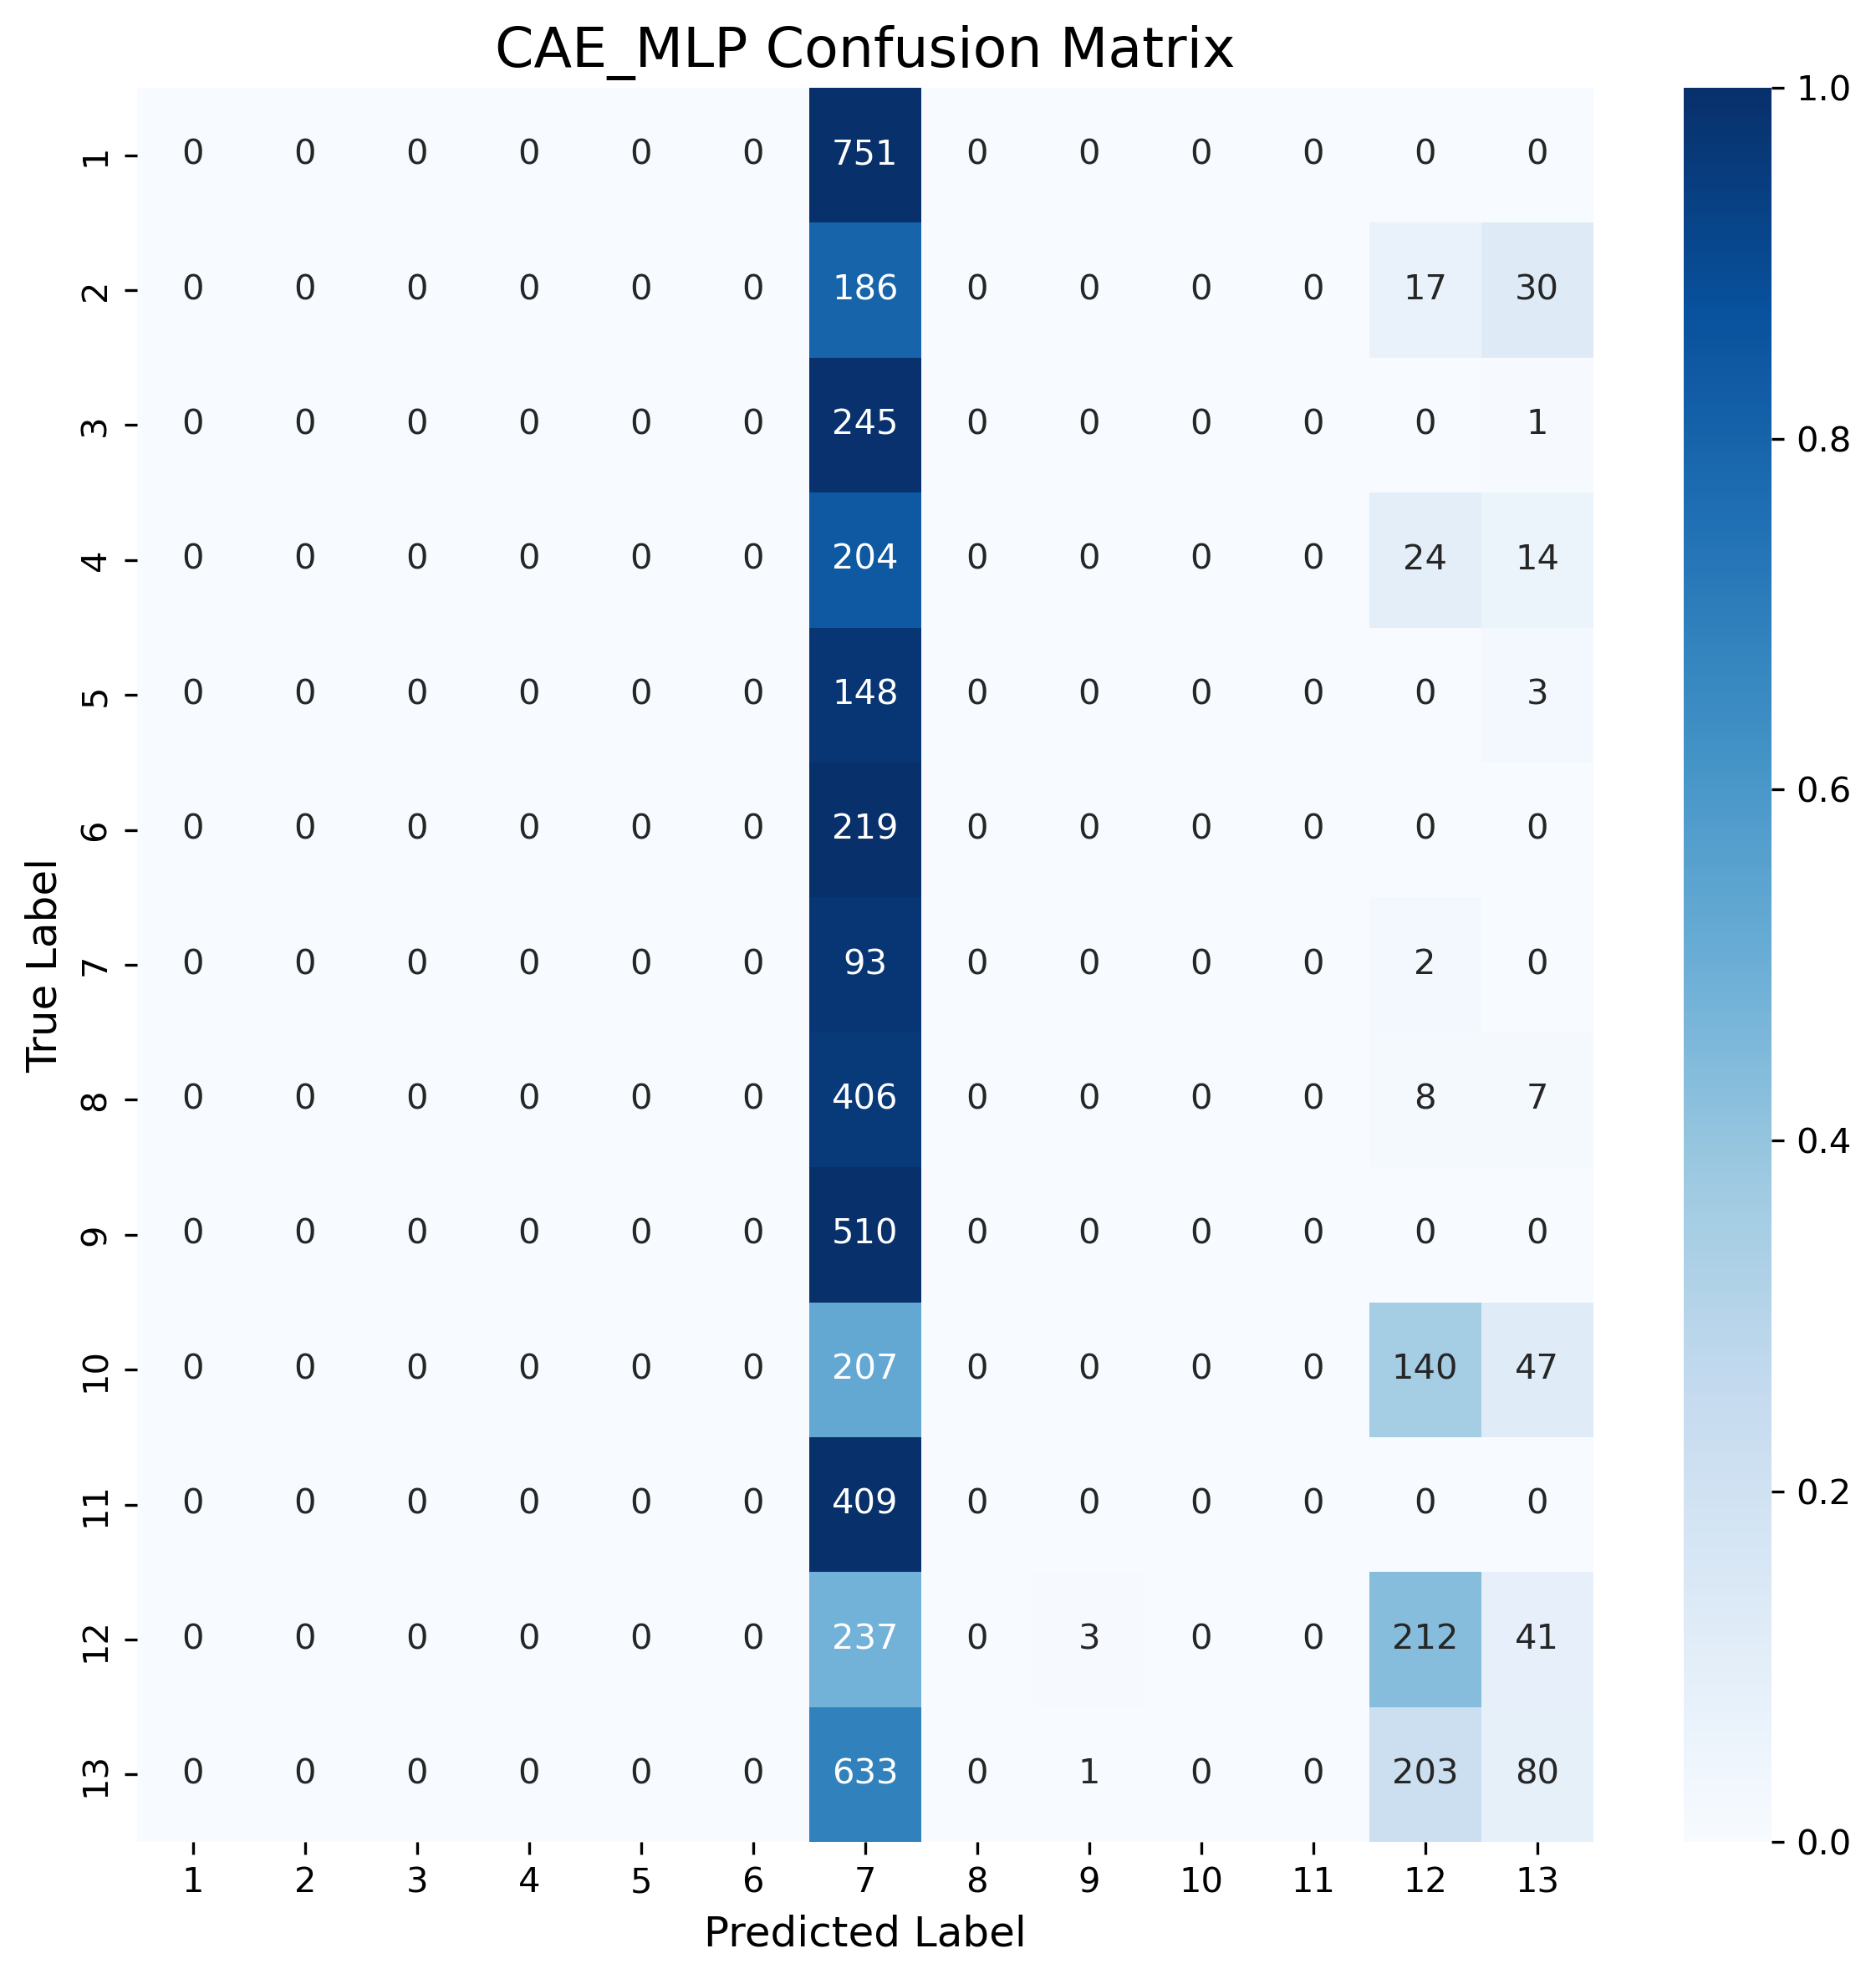 CAE_MLP Confusion Matrix
1 0 0 0 0 0 0 751 0 0 0 0 0 0
2 0 0 0 0 0 0 186 0 0 0 0 17 30
3 0 0 0 0 0 0 245 0 0 0 0 0 1
4 0 0 0 0 0 0 204 0 0 0 0 24 14
5 0 0 0 0 0 0 148 0 0 0 0 0 3
6 0 0 0 0 0 0 219 0 0 0 0 0 0
7 0 0 0 0 0 0 93 0 0 0 0 2 0
8 0 0 0 0 0 0 406 0 0 0 0 8 7
9 0 0 0 0 0 0 510 0 0 0 0 0 0
10 0 0 0 0 0 0 207 0 0 0 0 140 47
11 0 0 0 0 0 0 409 0 0 0 0 0 0
12 0 0 0 0 0 0 237 0 3 0 0 212 41
13 0 0 0 0 0 0 633 0 1 0 0 203 80
1 2 3 4 5 6 7 8 9 10 11 12 13
Predicted Label
True Label
1.0
0.8
0.6
0.4
0.2
0.0